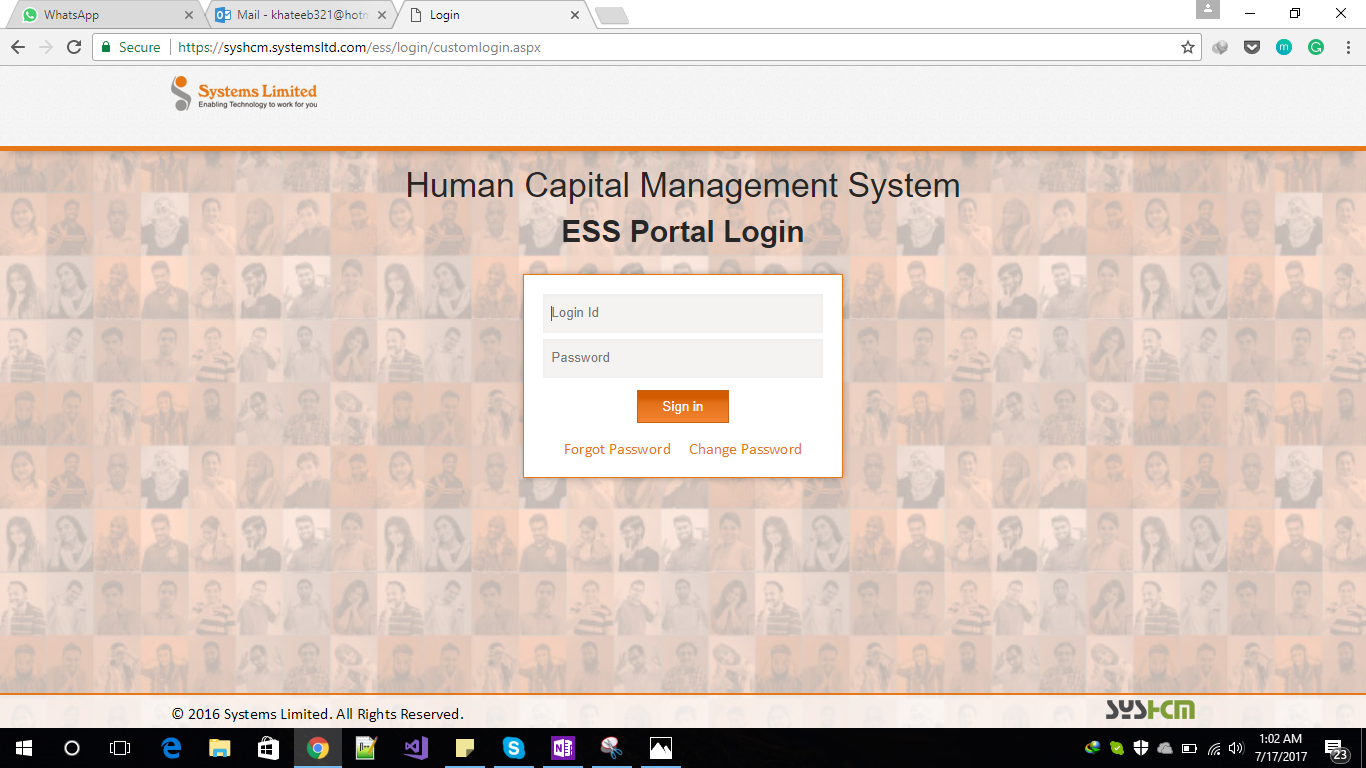 WhatsApp
Mail - khateeb321@hotm
Login
Secure
https://syshcm.systemsltd.com/ess/login/customlogin.aspx
Systems Limited
Enabling Technology to work for you
Human Capital Management System
ESS Portal Login
Login Id
Password
Sign in
Forgot Password Change Password
© 2016 Systems Limited. All Rights Reserved.
SYSHCM
1:02 AM
7/17/2017
23